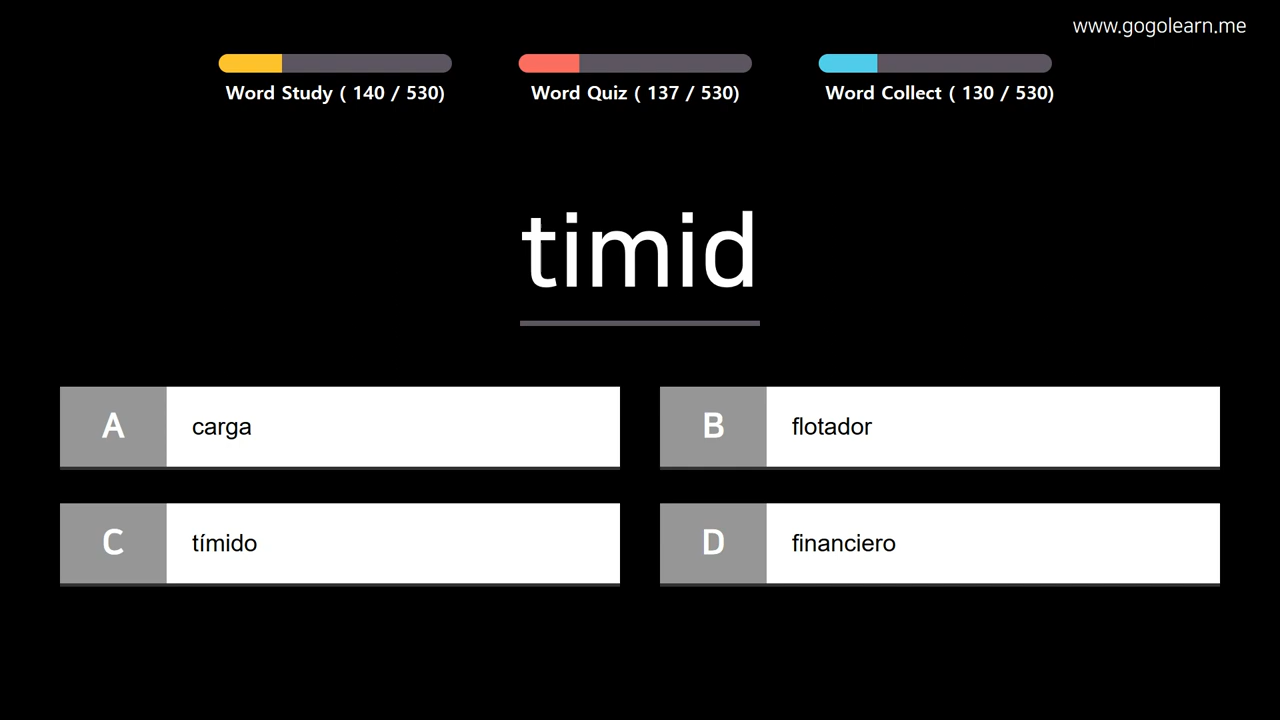 www.gogolearn.me
Word Study ( 140 / 530)
Word Quiz ( 137 / 530)
Word Collect ( 130 / 530)
timid
A carga
B flotador
C tímido
D financiero